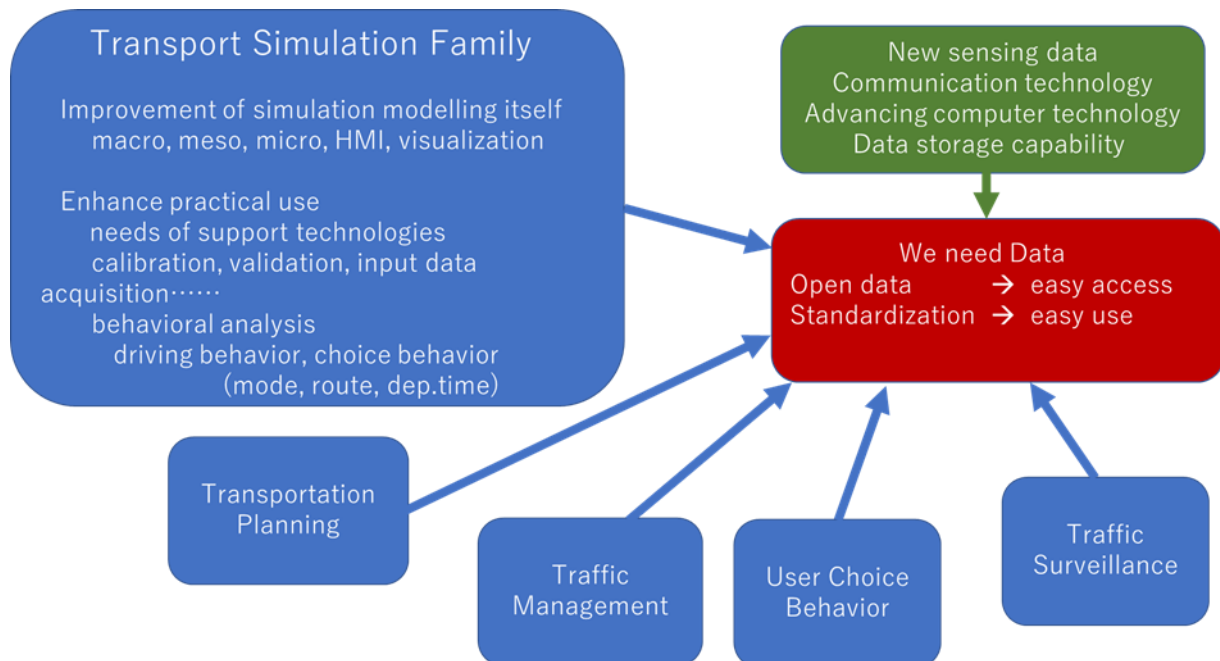 Transport Simulation Family
Improvement of simulation modelling itself
macro, meso, micro, HMI, visualization
Enhance practical use
needs of support technologies
calibration, validation, input data
acquisition……
behavioral analysis
driving behavior, choice behavior
(mode, route, dep.time)
New sensing data
Communication technology
Advancing computer technology
Data storage capability
We need Data
Open data → easy access
Standardization → easy use
Transportation
Planning
Traffic
Management
User Choice
Behavior
Traffic
Surveillance